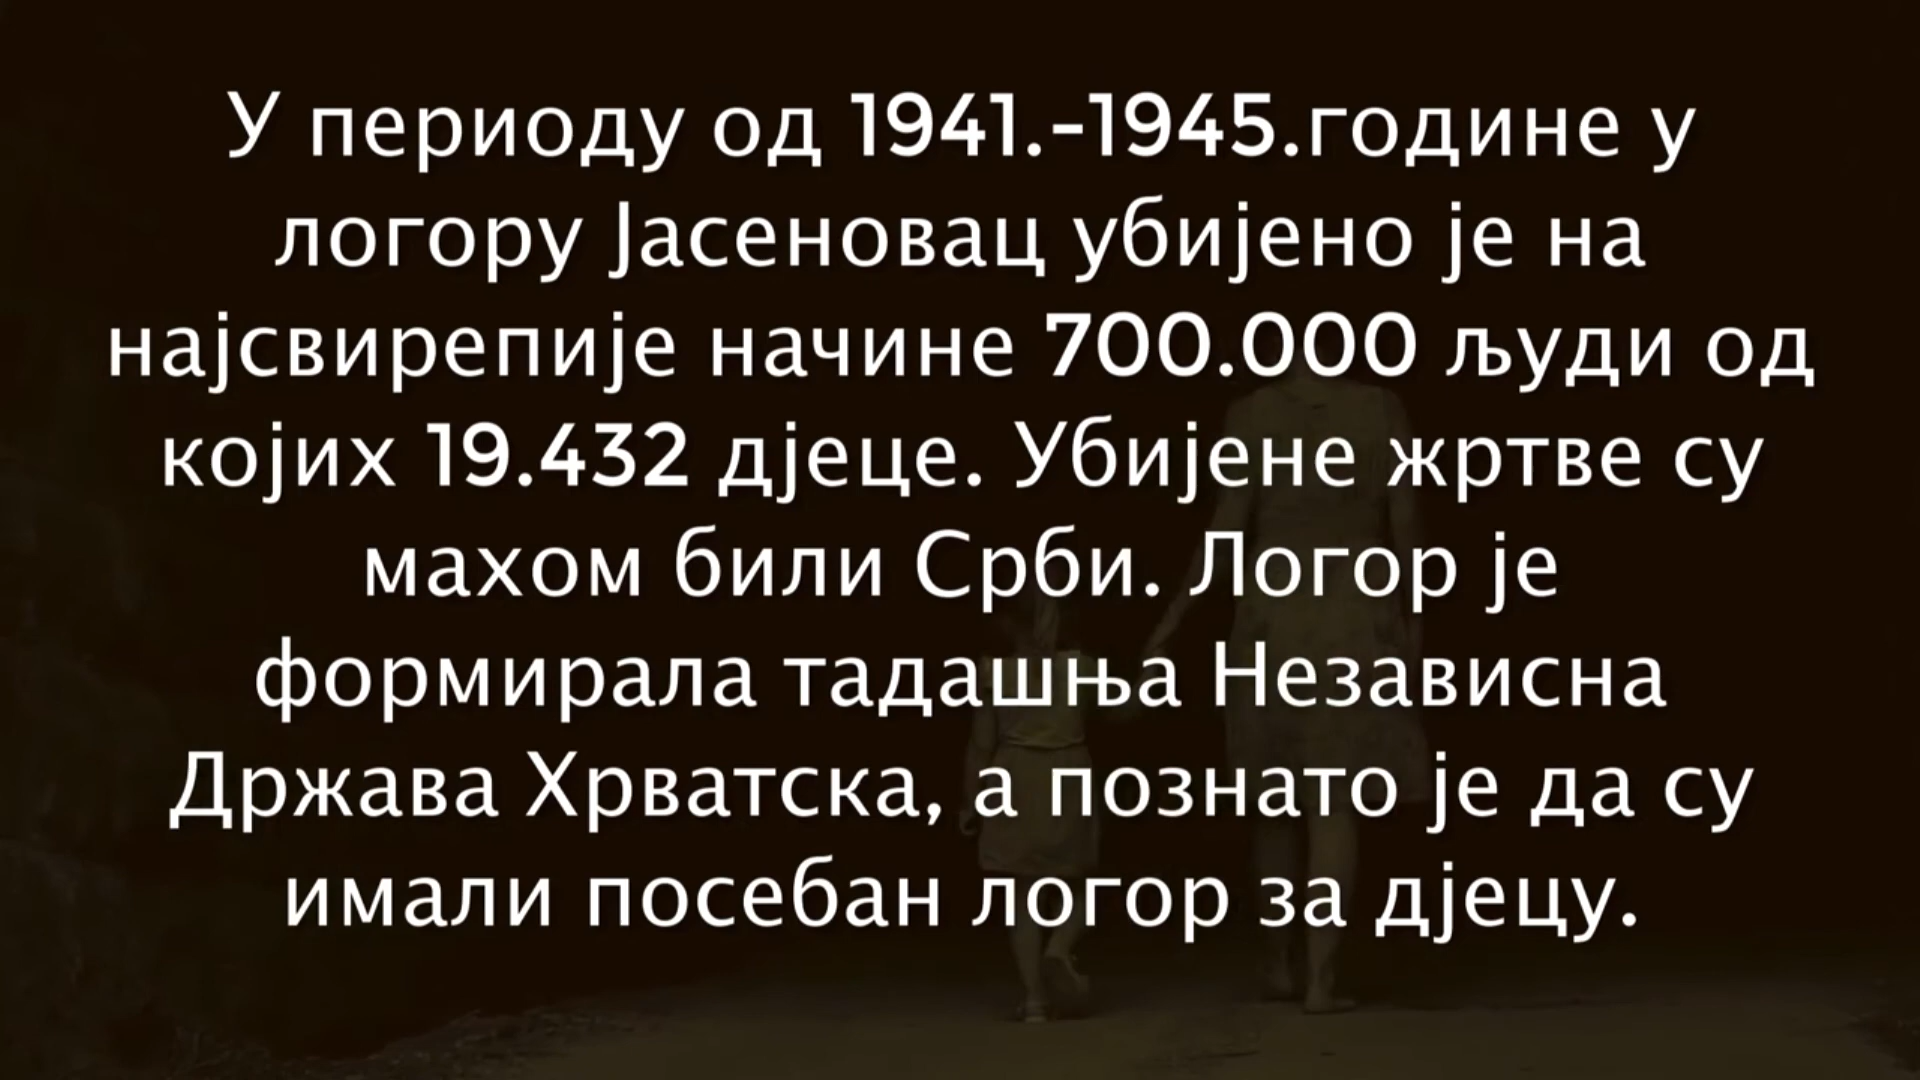 У периоду од 1941.-1945.године у
логору Јасеновац убијено је на
најсвирепије начине 700.000 људи од
којих 19.432 дјеце. Убијене жртве су
махом били Срби. Логор је
формирала тадашња Независна
Држава Хрватска, а познато је да су
имали посебан логор за дјецу.